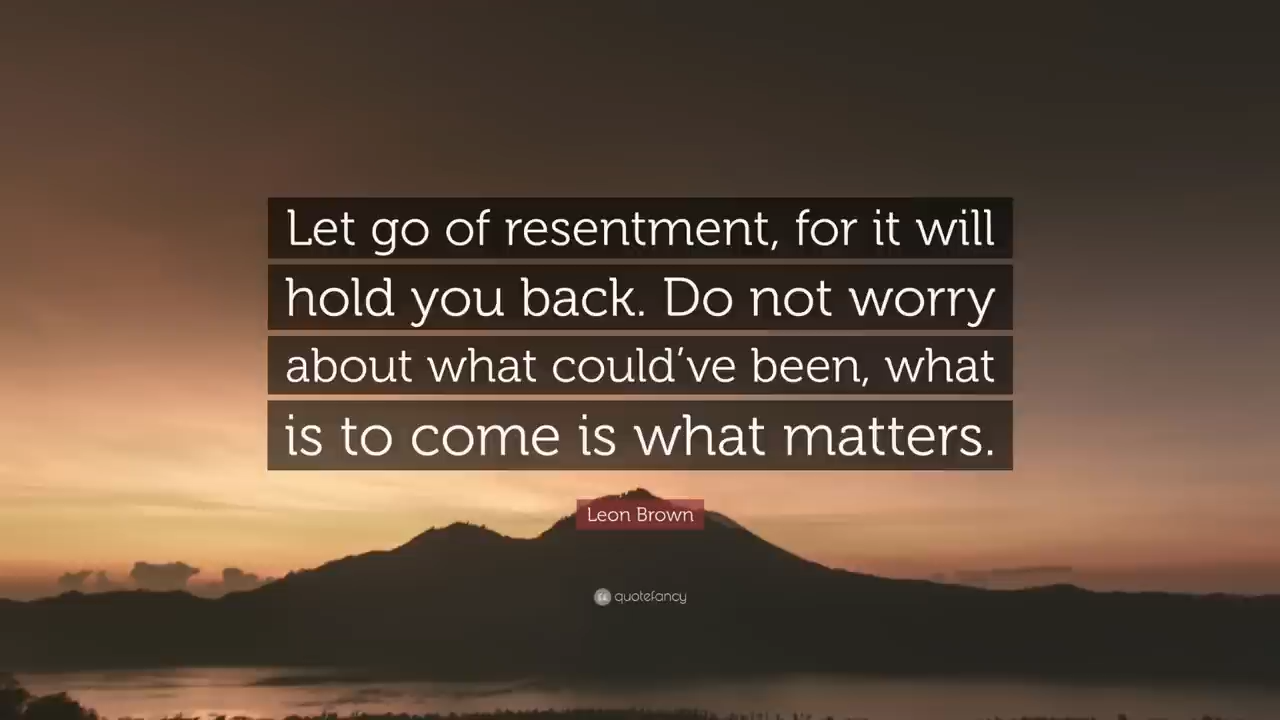 Let go of resentment, for it will
hold you back. Do not worry
about what could’ve been, what
is to come is what matters.
Leon Brown
quotefancy